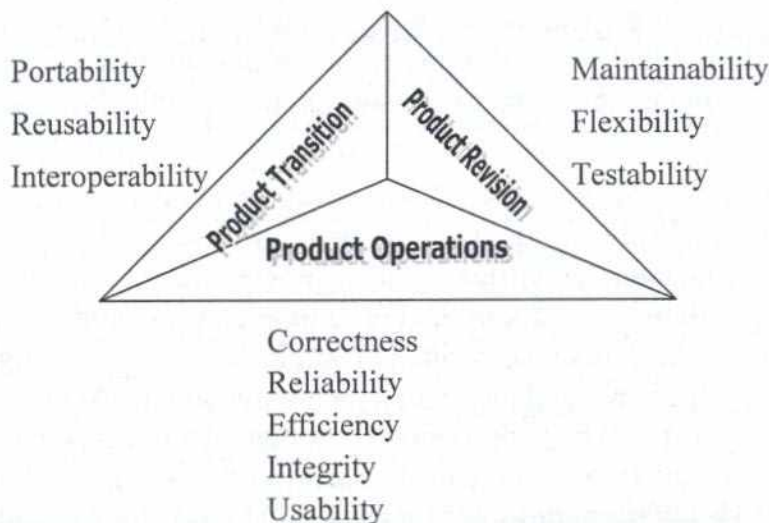 Portability
Reusability
Interoperability
Product Transition
Product Revision
Maintainability
Flexibility
Testability
Product Operations
Correctness
Reliability
Efficiency
Integrity
Usability